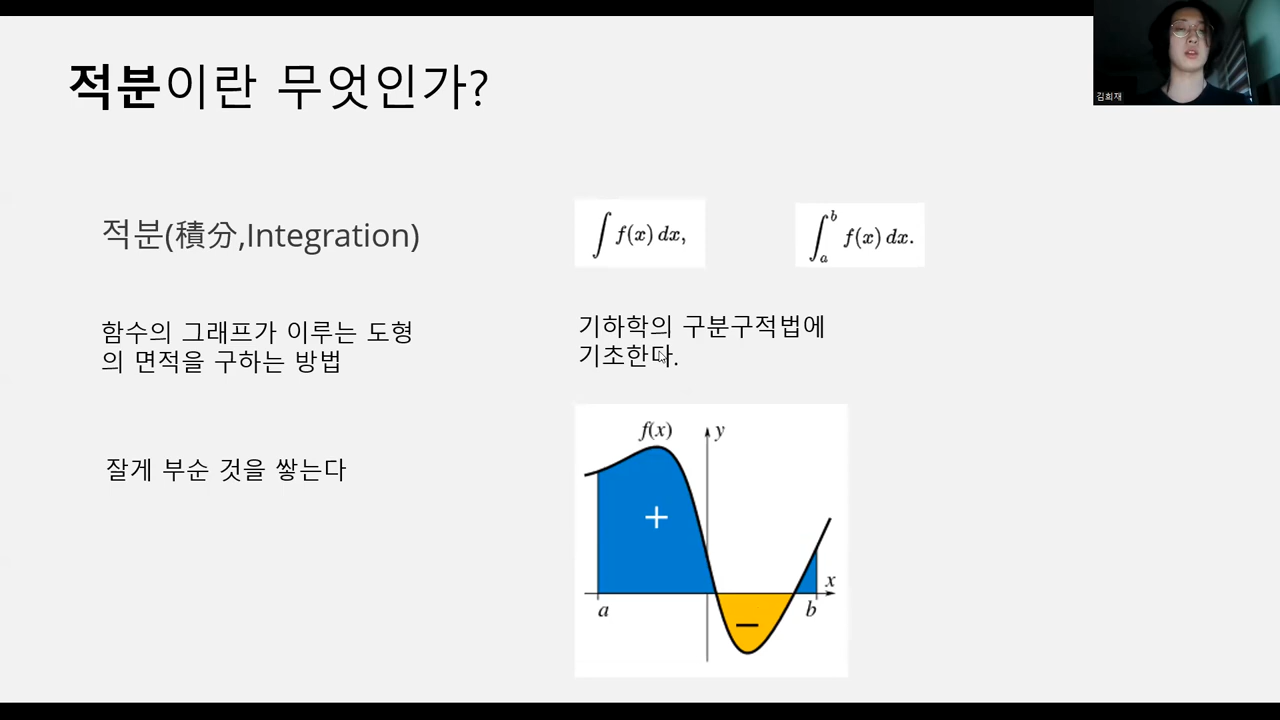 적분이란 무엇인가?
김희재
적분(積分,Integration)
∫ f(x) dx,
∫_a^b f(x) dx.
함수의 그래프가 이루는 도형
의 면적을 구하는 방법
기하학의 구분구적법에
기초한다.
잘게 부순 것을 쌓는다
f(x)
y
+
x
a
b
−